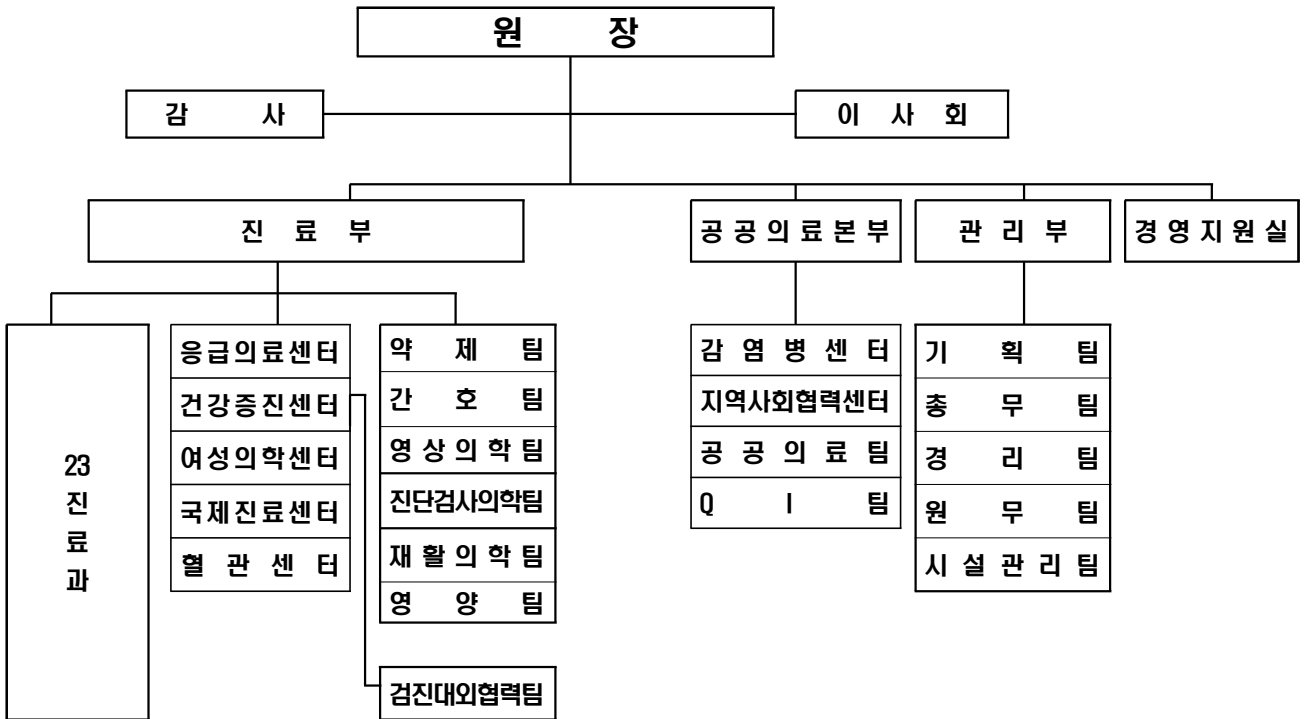 원 장
감 사
이 사 회
진 료 부
공 공 의 료 본 부
관 리 부
경 영 지 원 실
23
진
료
과
응급의료센터
건강증진센터
여성의학센터
국제진료센터
혈 관 센 터
약 제 팀
간 호 팀
영 상 의 학 팀
진단검사의학팀
재 활 의 학 팀
영 양 팀
검진대외협력팀
감 염 병 센 터
지역사회협력센터
공 공 의 료 팀
Q I 팀
기 획 팀
총 무 팀
경 리 팀
원 무 팀
시 설 관 리 팀